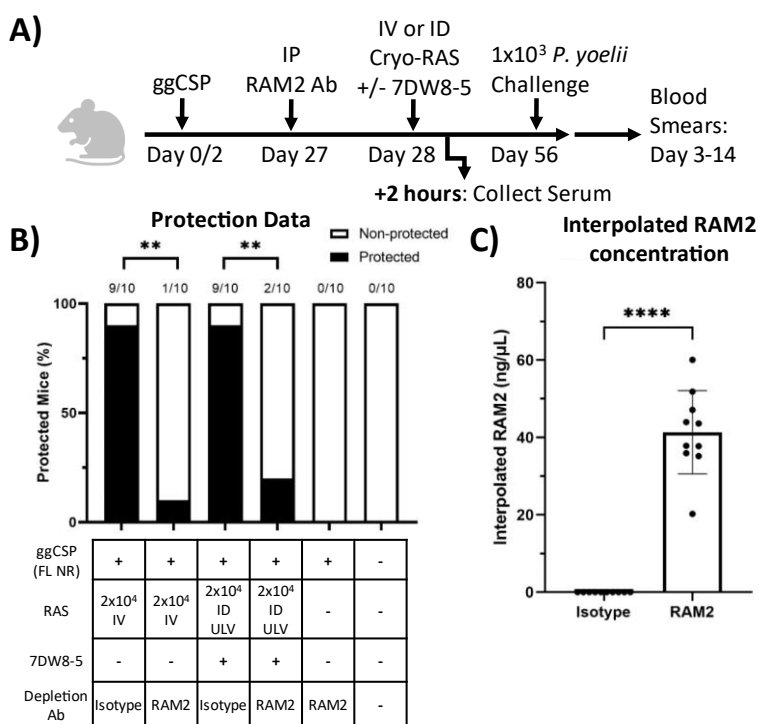 A)
ggCSP
IP
RAM2 Ab
IV or ID
Cryo-RAS
+/- 7DW8-5
1x10³ P. yoelii
Challenge
Blood
Smears:
Day 3-14
Day 0/2
Day 27
Day 28
Day 56
+2 hours: Collect Serum
B)
Protection Data
Non-protected
Protected
**
**
9/10 1/10 9/10 2/10 0/10 0/10
100
50
0
Protected Mice (%)
ggCSP
(FL NR)
+ + + + + -
RAS
2x10⁴
IV
2x10⁴
IV
2x10⁴
ID
ULV
2x10⁴
ID
ULV
-
-
7DW8-5
- - + + - -
Depletion
Ab
Isotype RAM2 Isotype RAM2 RAM2 -
C)
Interpolated RAM2
concentration
****
80
60
40
20
0
Interpolated RAM2 (ng/µL)
Isotype RAM2